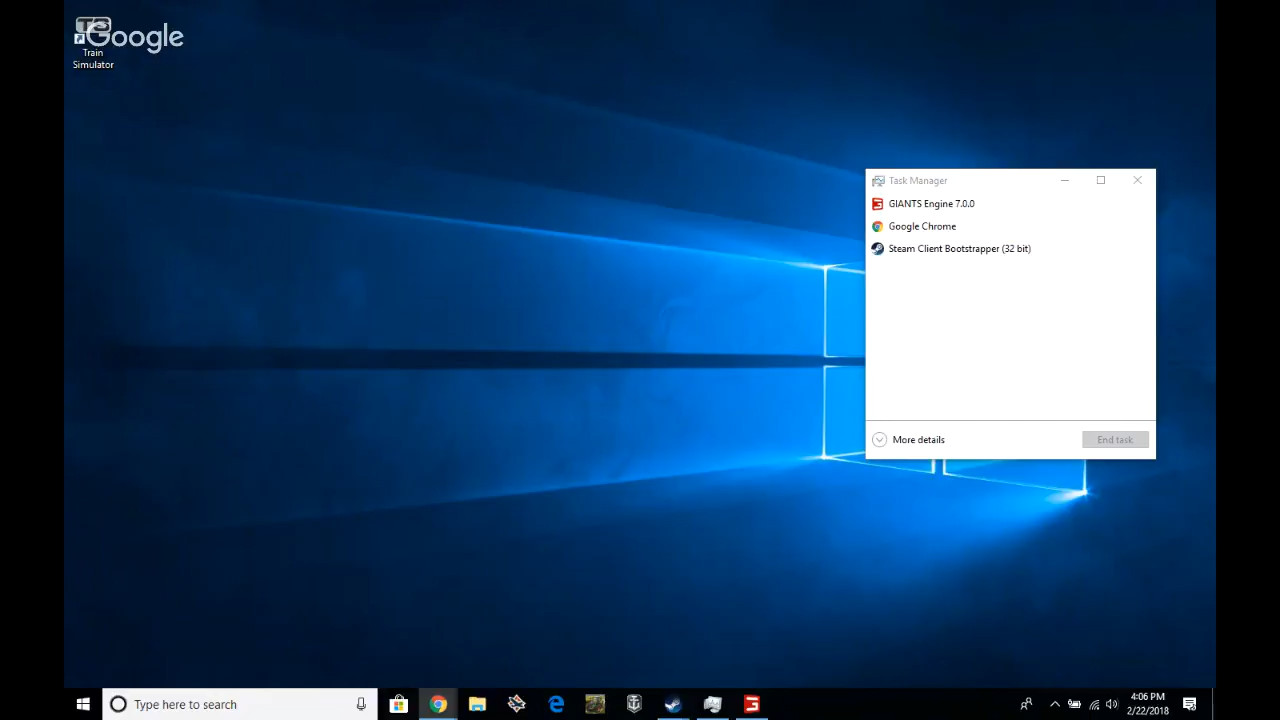 TS
Google
Train
Simulator
Task Manager
GIANTS Engine 7.0.0
Google Chrome
Steam Client Bootstrapper (32 bit)
More details
End task
Type here to search
4:06 PM
2/22/2018